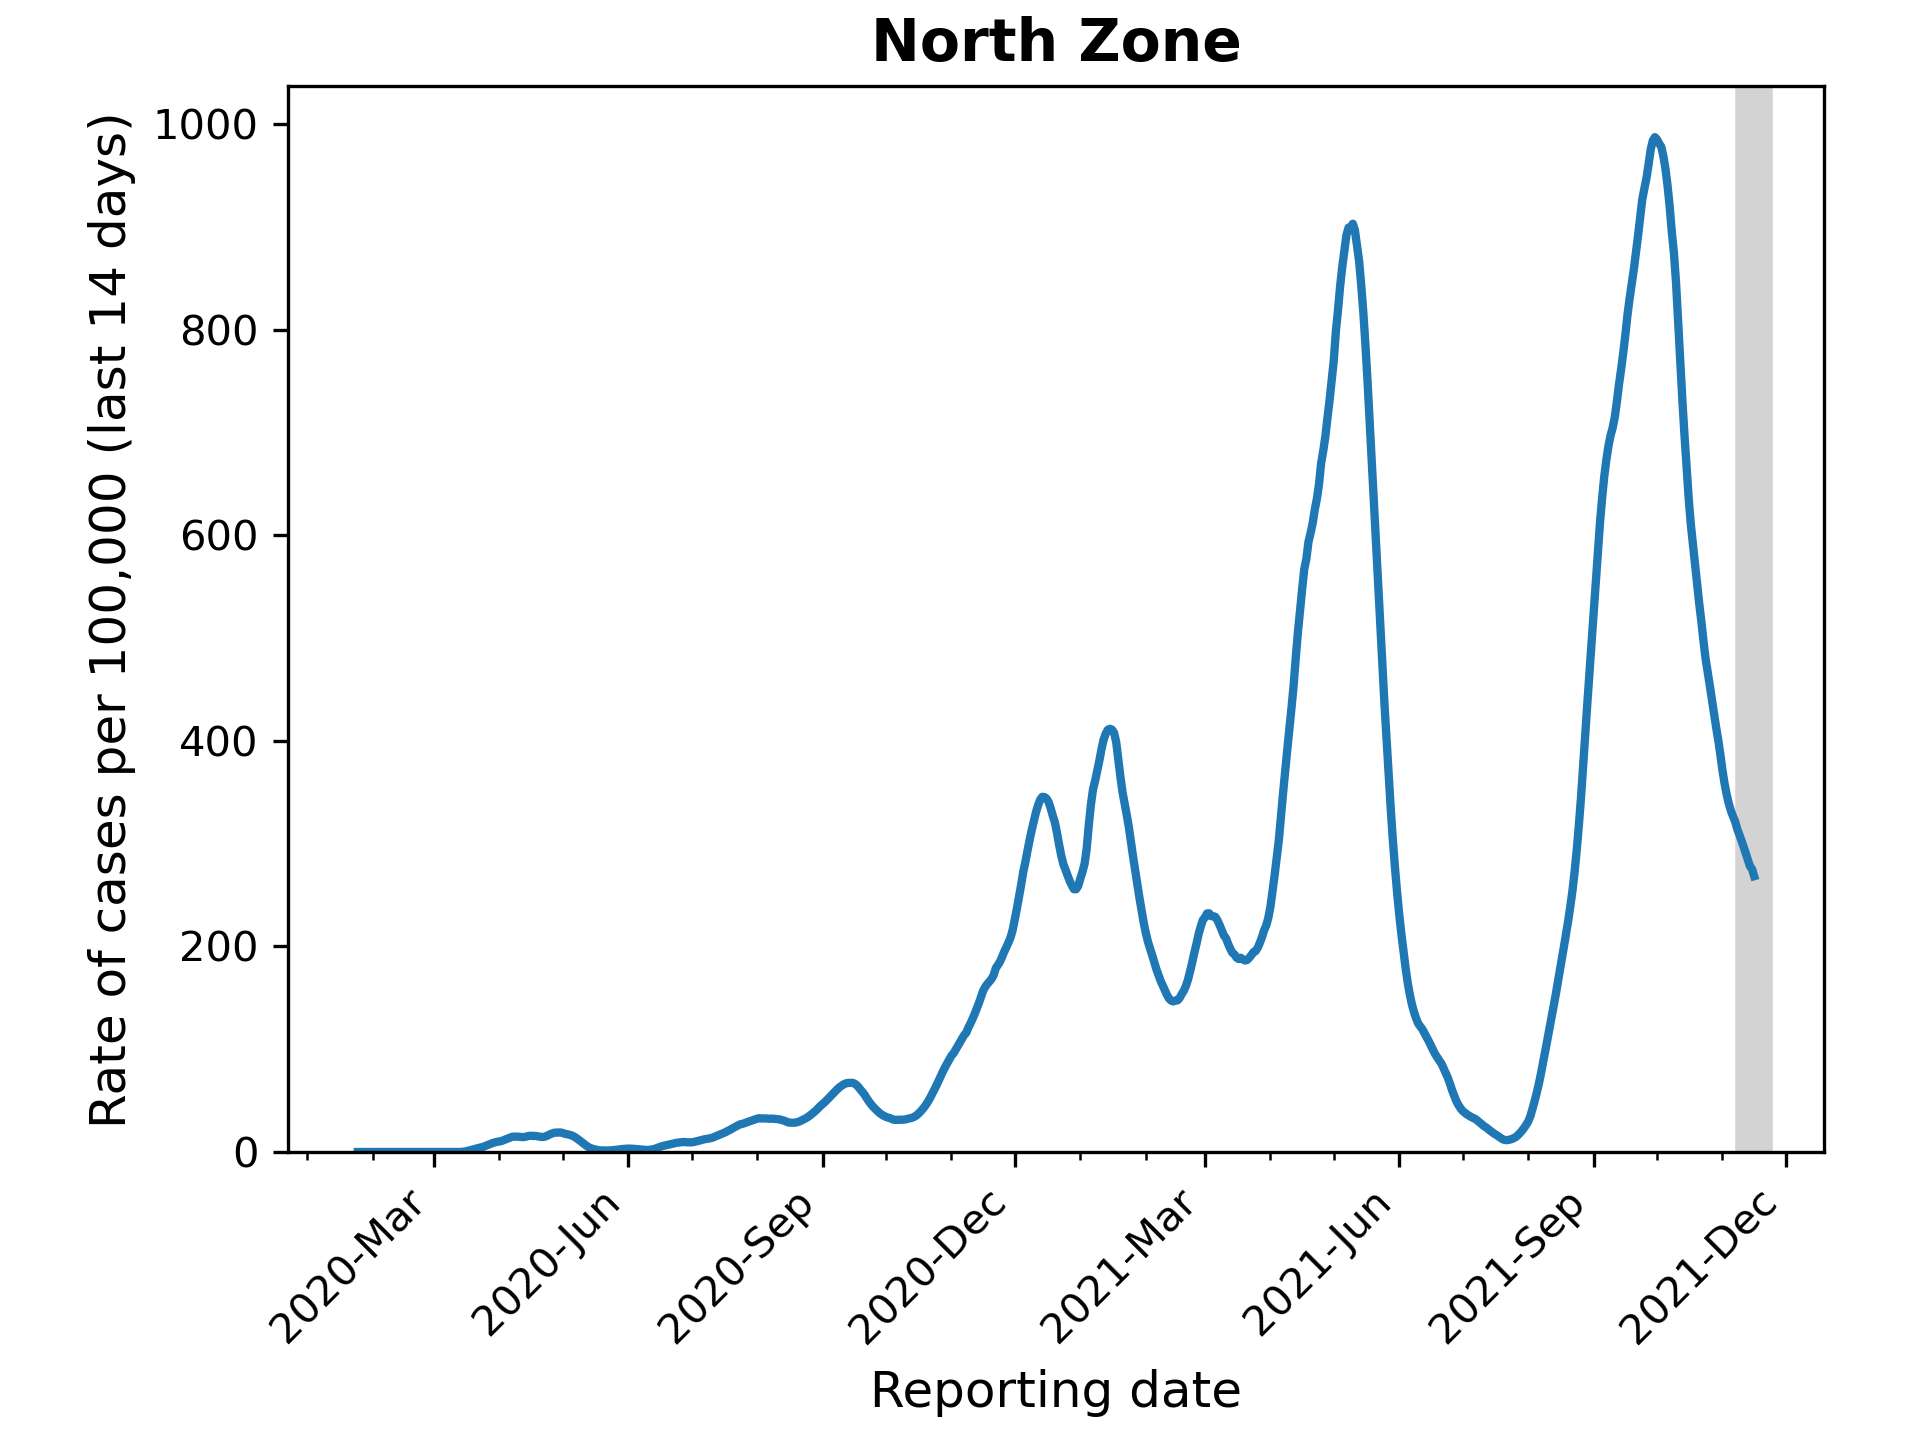 North Zone
Rate of cases per 100,000 (last 14 days)
1000
800
600
400
200
0
2020-Mar
2020-Jun
2020-Sep
2020-Dec
2021-Mar
2021-Jun
2021-Sep
2021-Dec
Reporting date